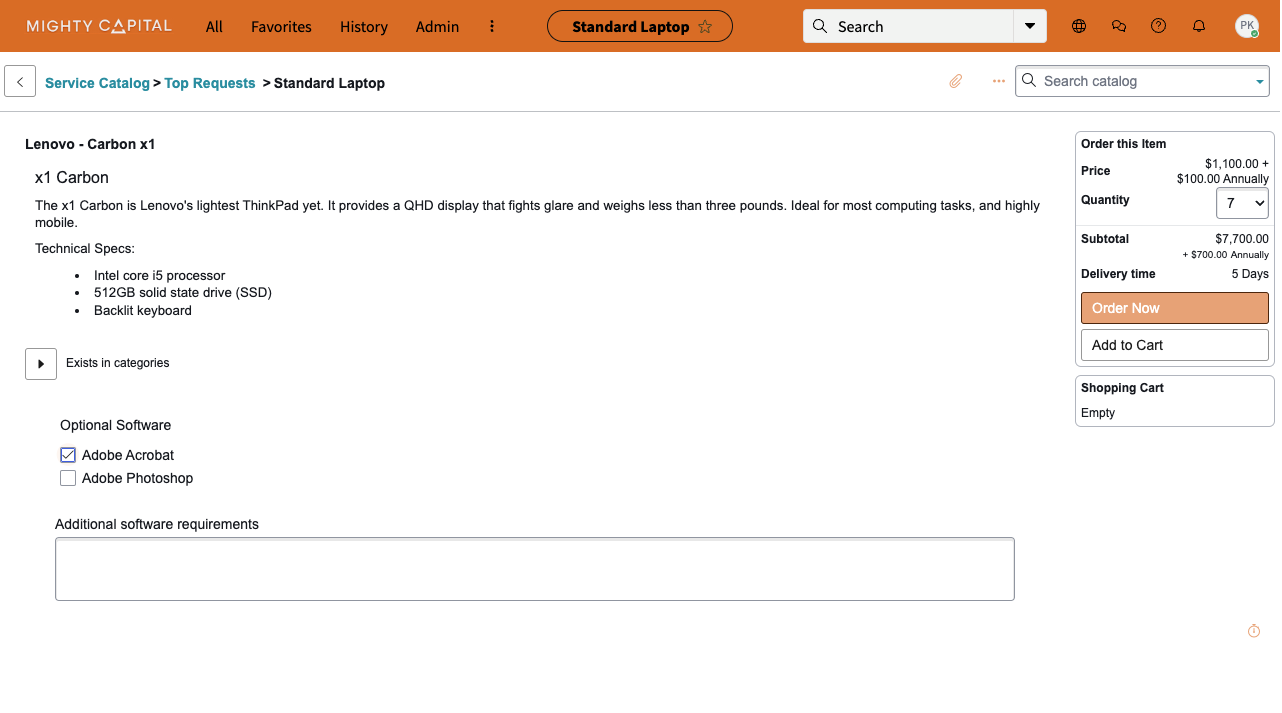 MIGHTY CAPITAL
All
Favorites
History
Admin
Standard Laptop
Search
PK
Service Catalog > Top Requests > Standard Laptop
Search catalog
Lenovo - Carbon x1
x1 Carbon
The x1 Carbon is Lenovo's lightest ThinkPad yet. It provides a QHD display that fights glare and weighs less than three pounds. Ideal for most computing tasks, and highly
mobile.
Technical Specs:
Intel core i5 processor
512GB solid state drive (SSD)
Backlit keyboard
Exists in categories
Optional Software
Adobe Acrobat
Adobe Photoshop
Additional software requirements
Order this Item
Price
$1,100.00 +
$100.00 Annually
Quantity
7
Subtotal
$7,700.00
+ $700.00 Annually
Delivery time
5 Days
Order Now
Add to Cart
Shopping Cart
Empty